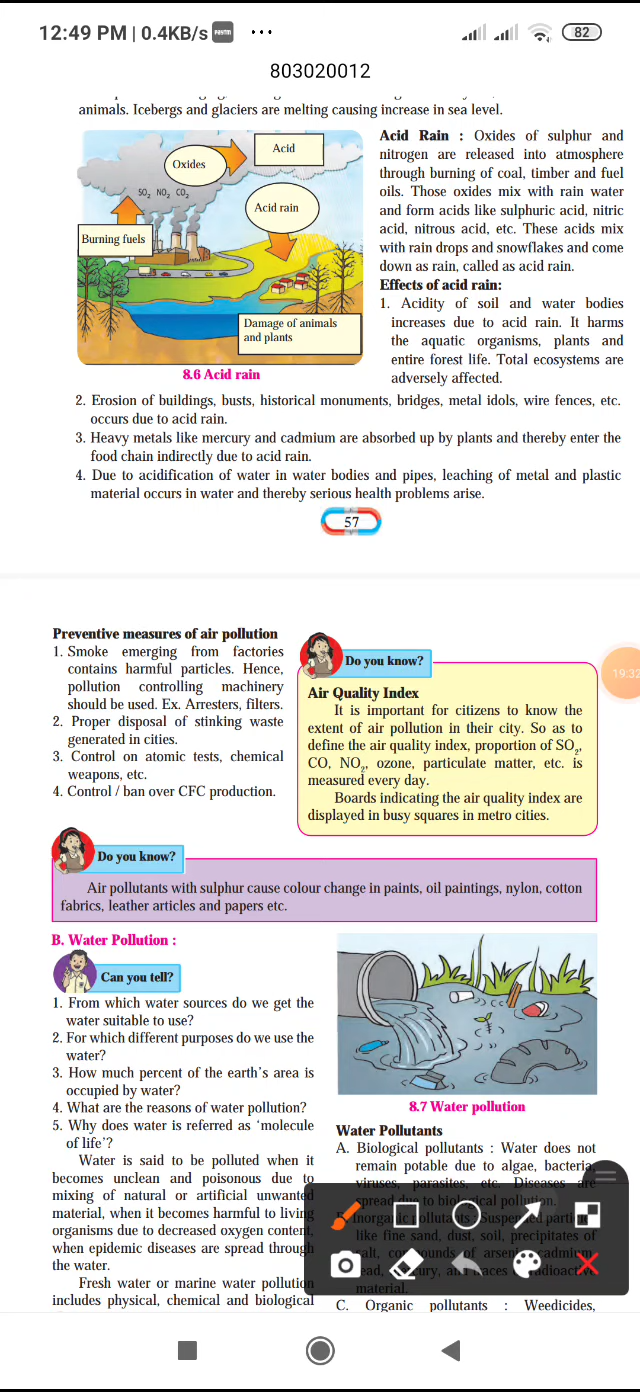 12:49 PM | 0.4KB/s Paytm ...
82
803020012
animals. Icebergs and glaciers are melting causing increase in sea level.
Acid
Oxides
SO₂ NO₂ CO₂
Acid rain
Burning fuels
Damage of animals
and plants
8.6 Acid rain
Acid Rain : Oxides of sulphur and
nitrogen are released into atmosphere
through burning of coal, timber and fuel
oils. Those oxides mix with rain water
and form acids like sulphuric acid, nitric
acid, nitrous acid, etc. These acids mix
with rain drops and snowflakes and come
down as rain, called as acid rain.
Effects of acid rain:
1. Acidity of soil and water bodies
increases due to acid rain. It harms
the aquatic organisms, plants and
entire forest life. Total ecosystems are
adversely affected.
2. Erosion of buildings, busts, historical monuments, bridges, metal idols, wire fences, etc.
occurs due to acid rain.
3. Heavy metals like mercury and cadmium are absorbed up by plants and thereby enter the
food chain indirectly due to acid rain.
4. Due to acidification of water in water bodies and pipes, leaching of metal and plastic
material occurs in water and thereby serious health problems arise.
57
Preventive measures of air pollution
1. Smoke emerging from factories
contains harmful particles. Hence,
pollution controlling machinery
should be used. Ex. Arresters, filters.
2. Proper disposal of stinking waste
generated in cities.
3. Control on atomic tests, chemical
weapons, etc.
4. Control / ban over CFC production.
Do you know?
Air Quality Index
It is important for citizens to know the
extent of air pollution in their city. So as to
define the air quality index, proportion of SO₂,
CO, NO₂, ozone, particulate matter, etc. is
measured every day.
Boards indicating the air quality index are
displayed in busy squares in metro cities.
19:32
Do you know?
Air pollutants with sulphur cause colour change in paints, oil paintings, nylon, cotton
fabrics, leather articles and papers etc.
B. Water Pollution :
Can you tell?
1. From which water sources do we get the
water suitable to use?
2. For which different purposes do we use the
water?
3. How much percent of the earth's area is
occupied by water?
4. What are the reasons of water pollution?
5. Why does water is referred as 'molecule
of life'?
Water is said to be polluted when it
becomes unclean and poisonous due to
mixing of natural or artificial unwanted
material, when it becomes harmful to living
organisms due to decreased oxygen content,
when epidemic diseases are spread through
the water.
Fresh water or marine water pollution
includes physical, chemical and biological
8.7 Water pollution
Water Pollutants
A. Biological pollutants : Water does not
remain potable due to algae, bacteria,
viruses, parasites, etc. Diseases are
spread due to biological pollution.
Inorganic pollutants : Suspended
like fine sand, dust, soil, precipitates of
salt, of
material.
C. Organic pollutants : Weedicides,